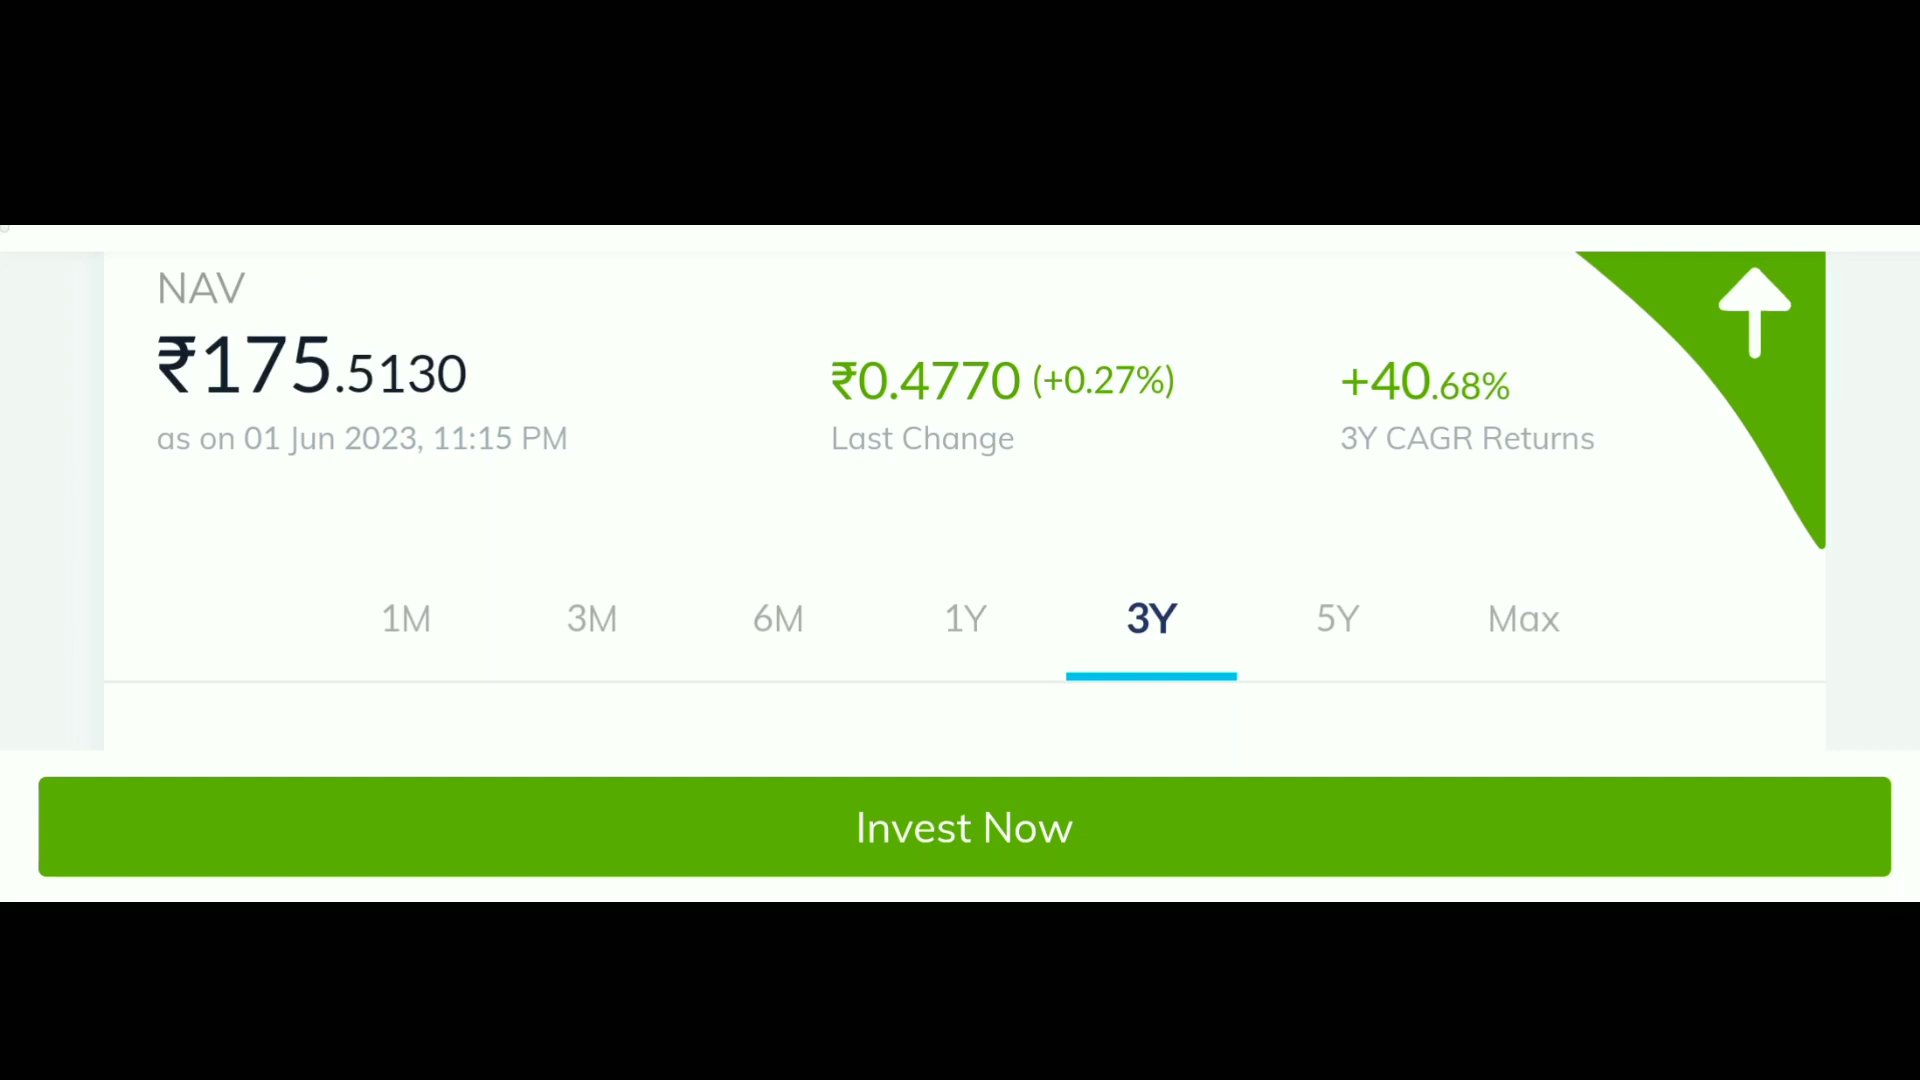 NAV
₹175.5130
as on 01 Jun 2023, 11:15 PM
₹0.4770 (+0.27%)
Last Change
+40.68%
3Y CAGR Returns
1M 3M 6M 1Y 3Y 5Y Max
Invest Now